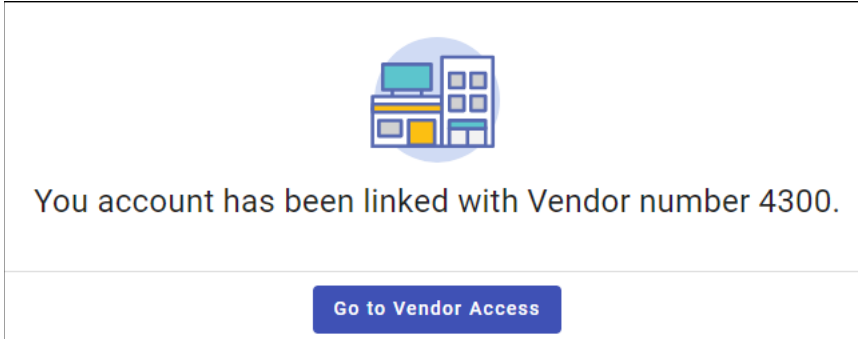 You account has been linked with Vendor number 4300.
Go to Vendor Access